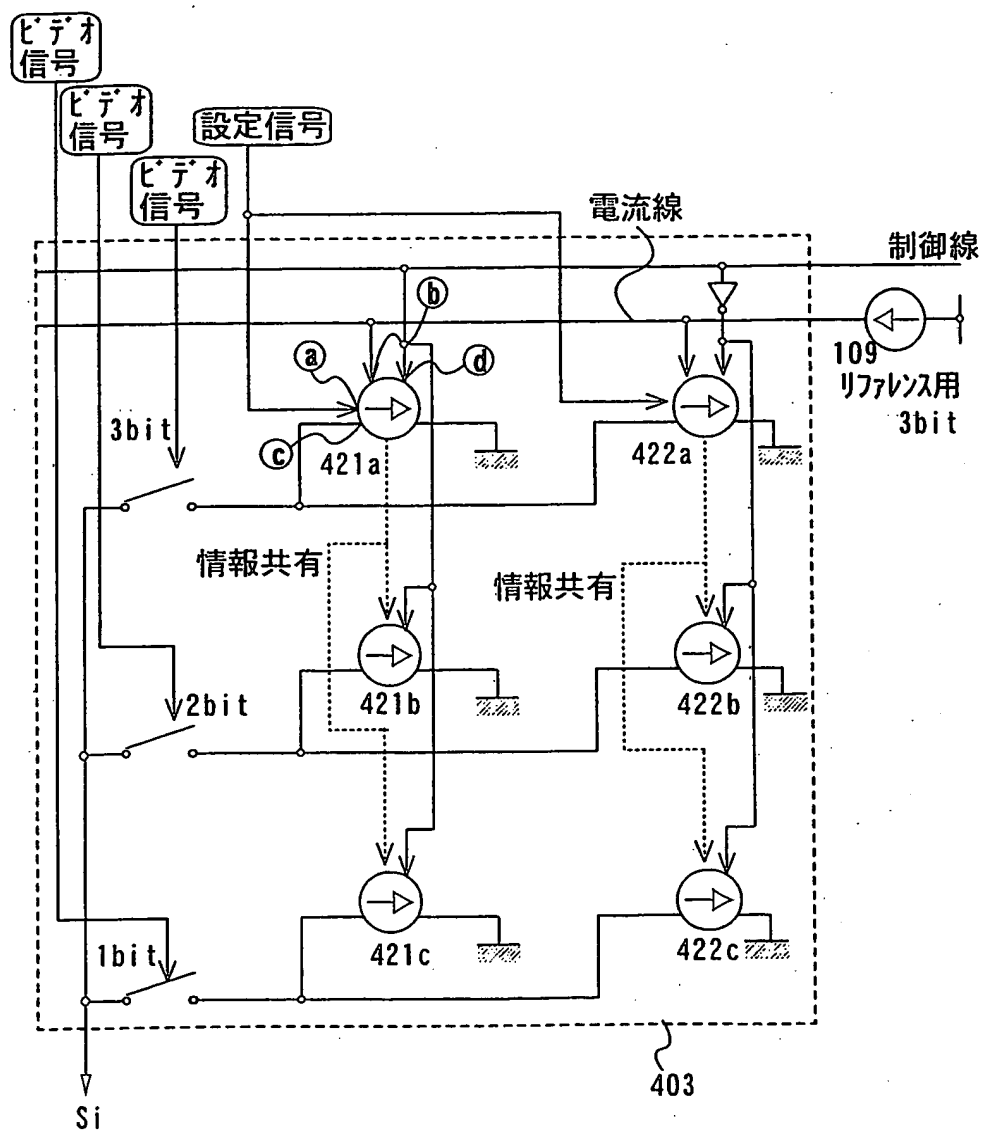 ビデオ
信号
ビデオ
信号
ビデオ
信号
設定信号
電流線
制御線
109
リファレンス用
3bit
ⓐ
ⓑ
ⓒ
ⓓ
3bit
421a
422a
情報共有
情報共有
2bit
421b
422b
1bit
421c
422c
403
Si